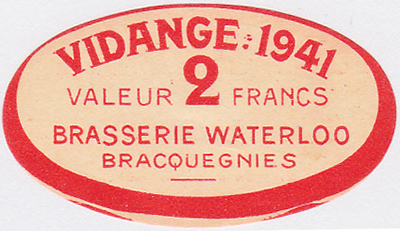 VIDANGE: 1941
VALEUR 2 FRANCS
BRASSERIE WATERLOO
BRACQUEGNIES